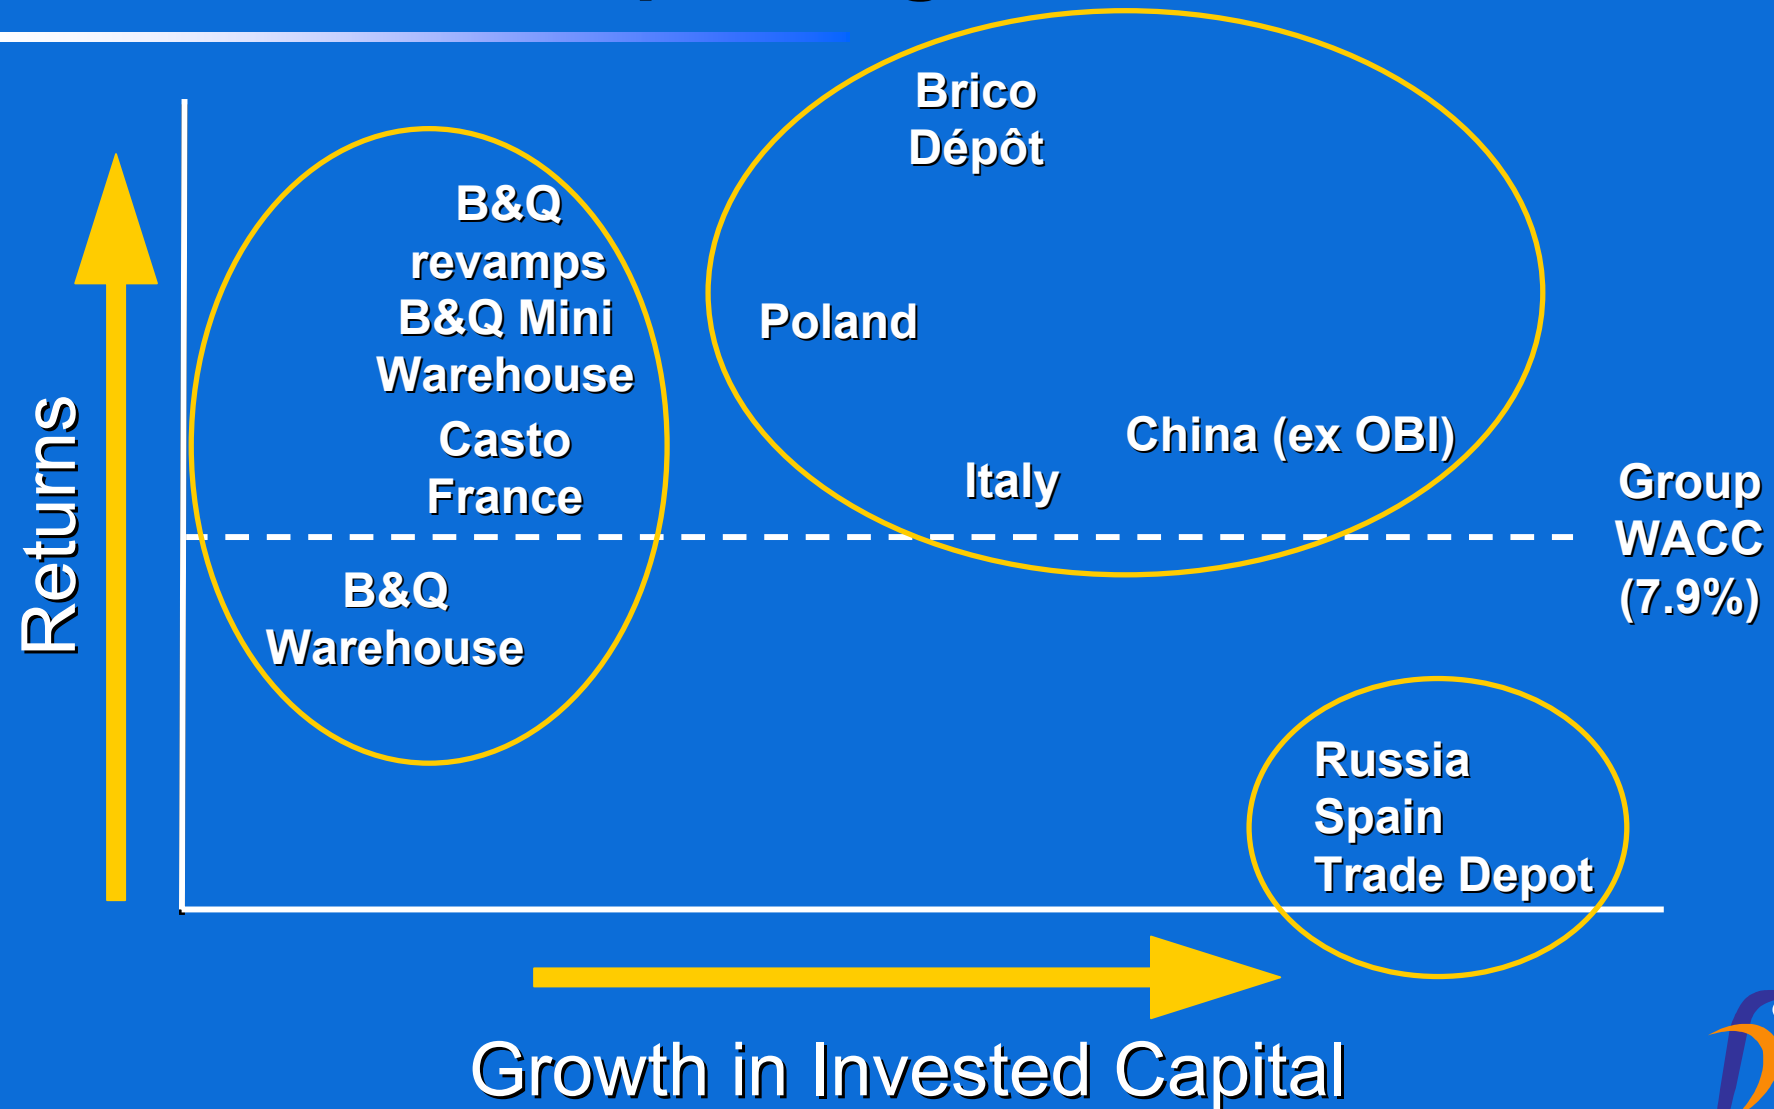 Brico
Dépôt
B&Q
revamps
B&Q Mini
Warehouse
Casto
France
Poland
China (ex OBI)
Italy
Group
WACC
(7.9%)
B&Q
Warehouse
Russia
Spain
Trade Depot
Returns
Growth in Invested Capital